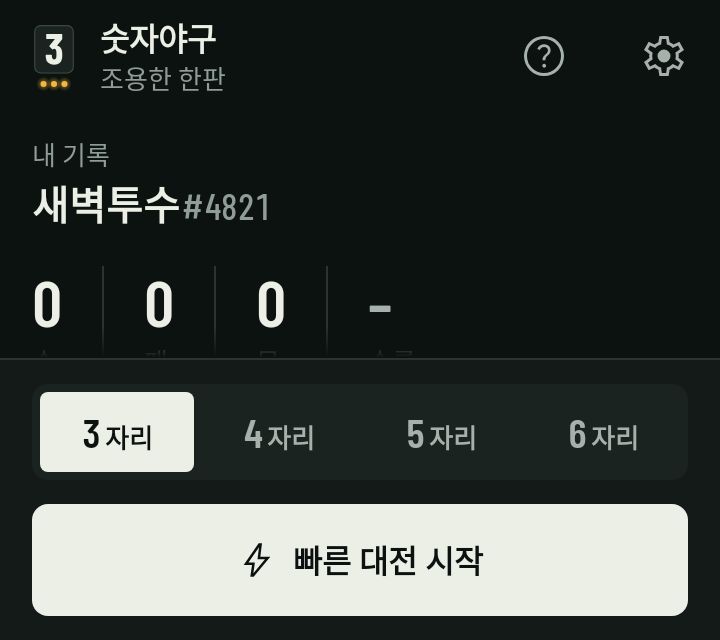 3
숫자야구
조용한 한판
내 기록
새벽투수#4821
0 0 0 -
3 자리 4 자리 5 자리 6 자리
빠른 대전 시작